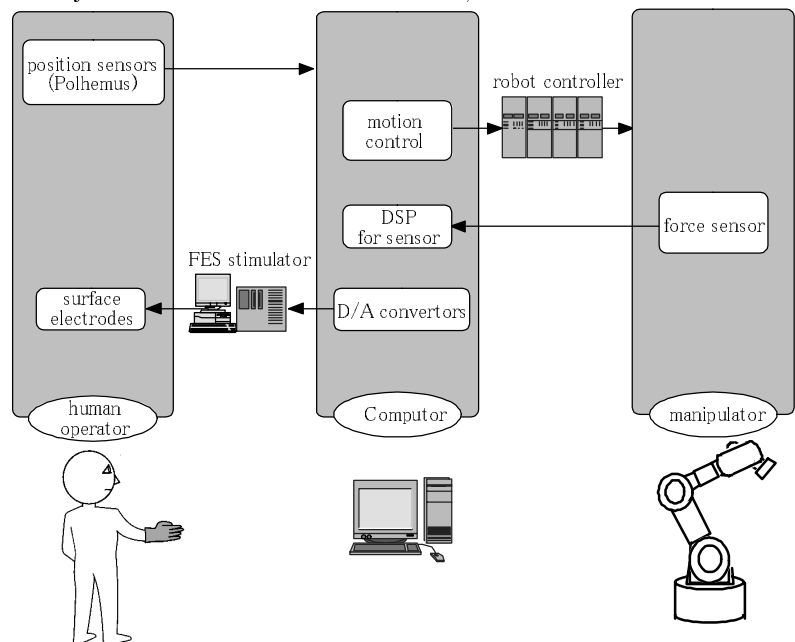 position sensors
(Polhemus)
robot controller
motion
control
DSP
for sensor
force sensor
FES stimulator
surface
electrodes
D/A convertors
human
operator
Computor
manipulator